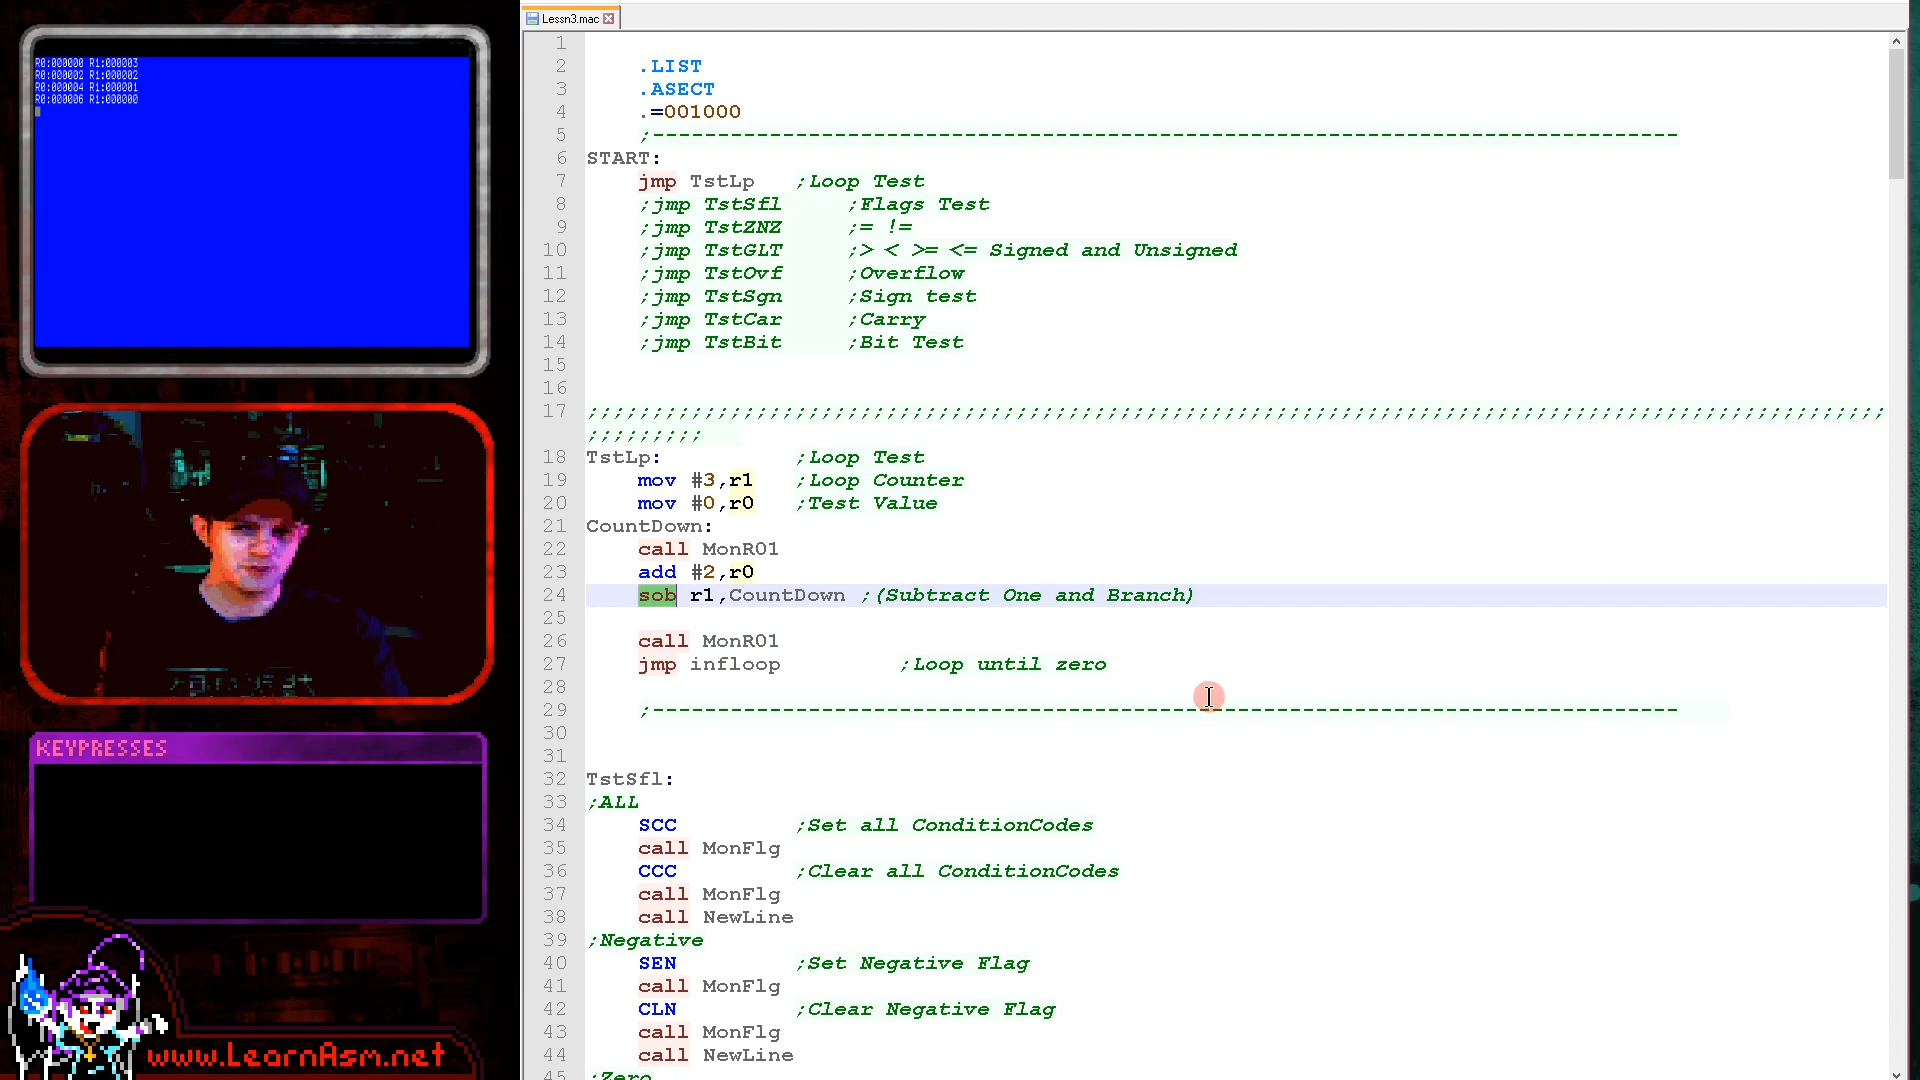 R0:000000 R1:000003
R0:000002 R1:000002
R0:000004 R1:000001
R0:000006 R1:000000
KEYPRESSES
www.LearnAsm.net
Lessn3.mac
1
2 .LIST
3 .ASECT
4 .=001000
5 ;-------------------------------------------------------------------------------
6 START:
7 jmp TstLp ;Loop Test
8 ;jmp TstSfl ;Flags Test
9 ;jmp TstZNZ ;= !=
10 ;jmp TstGLT ;> < >= <= Signed and Unsigned
11 ;jmp TstOvf ;Overflow
12 ;jmp TstSgn ;Sign test
13 ;jmp TstCar ;Carry
14 ;jmp TstBit ;Bit Test
15
16
17 ;;;;;;;;;;;;;;;;;;;;;;;;;;;;;;;;;;;;;;;;;;;;;;;;;;;;;;;;;;;;;;;;;;;;;;;;;;;;;;;;;;;;;;;;;;;;;;;;;;;;
;;;;;;;;;
18 TstLp: ;Loop Test
19 mov #3,r1 ;Loop Counter
20 mov #0,r0 ;Test Value
21 CountDown:
22 call MonR01
23 add #2,r0
24 sob r1,CountDown ;(Subtract One and Branch)
25
26 call MonR01
27 jmp infloop ;Loop until zero
28
29 ;-------------------------------------------------------------------------------
30
31
32 TstSfl:
33 ;ALL
34 SCC ;Set all ConditionCodes
35 call MonFlg
36 CCC ;Clear all ConditionCodes
37 call MonFlg
38 call NewLine
39 ;Negative
40 SEN ;Set Negative Flag
41 call MonFlg
42 CLN ;Clear Negative Flag
43 call MonFlg
44 call NewLine
45 ;Zero